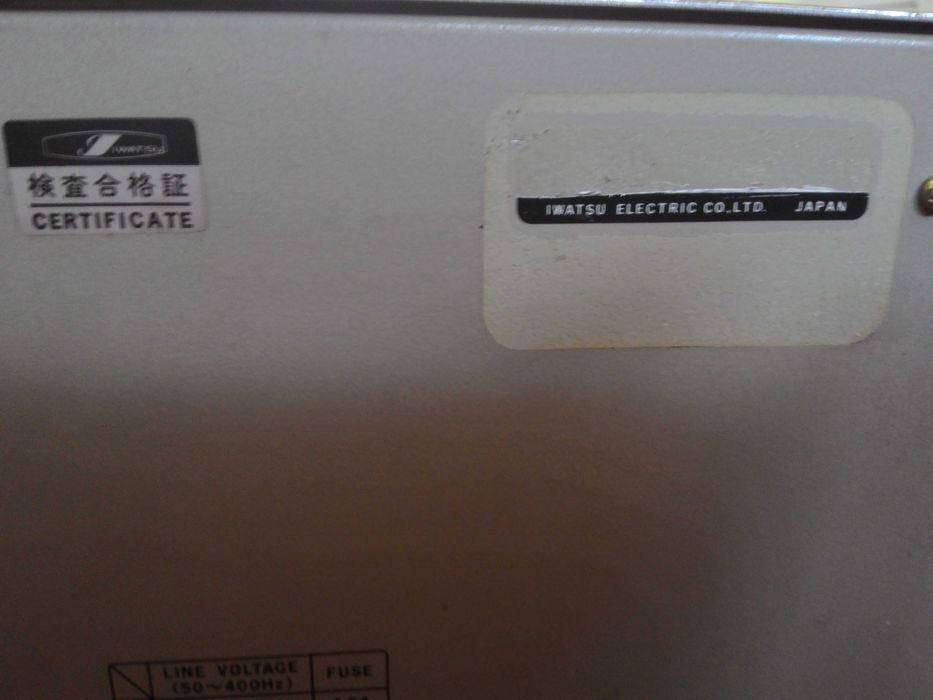 IWATSU
検査合格証
CERTIFICATE
IWATSU ELECTRIC CO.,LTD. JAPAN
LINE VOLTAGE
(50～400Hz)
FUSE